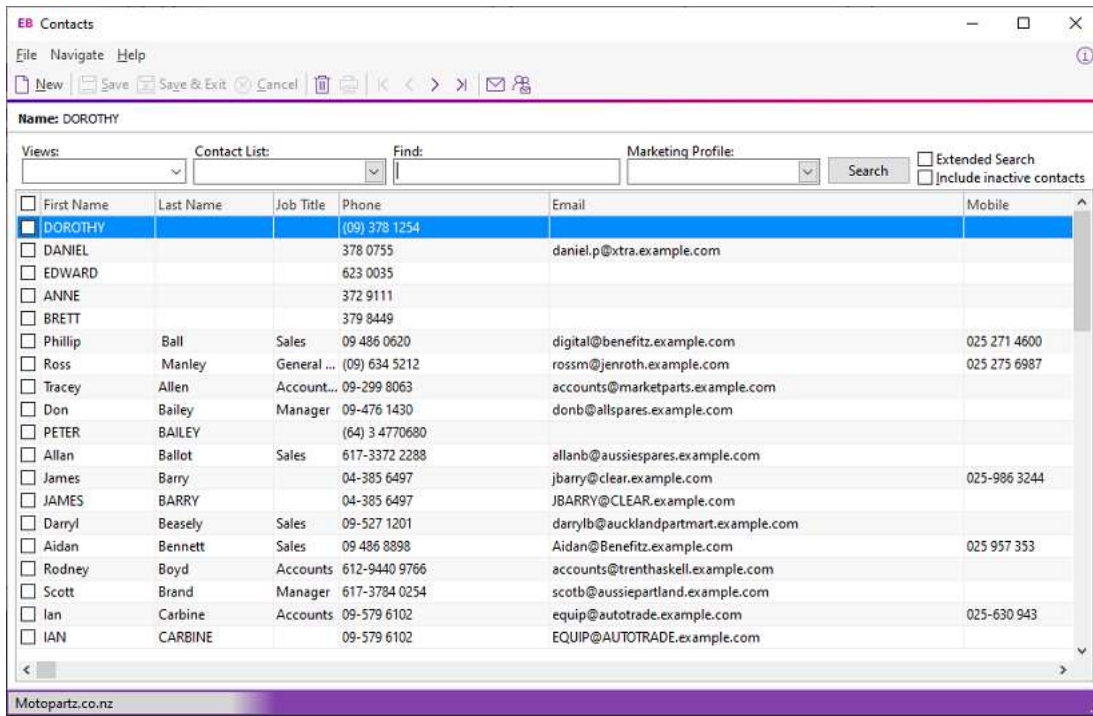 EB Contacts
File Navigate Help
New Save Save & Exit Cancel
Name: DOROTHY
Views: Contact List: Find: Marketing Profile:
Search Extended Search
Include inactive contacts
First Name Last Name Job Title Phone Email Mobile
DOROTHY (09) 378 1254
DANIEL 378 0755 daniel.p@xtra.example.com
EDWARD 623 0035
ANNE 372 9111
BRETT 379 8449
Phillip Ball Sales 09 486 0620 digital@benefitz.example.com 025 271 4600
Ross Manley General ... (09) 634 5212 rossm@jenroth.example.com 025 275 6987
Tracey Allen Account... 09-299 8063 accounts@marketparts.example.com
Don Bailey Manager 09-476 1430 donb@allspares.example.com
PETER BAILEY (64) 3 4770680
Allan Ballot Sales 617-3372 2288 allanb@aussiespares.example.com
James Barry 04-385 6497 jbarry@clear.example.com 025-986 3244
JAMES BARRY 04-385 6497 JBARRY@CLEAR.example.com
Darryl Beasely Sales 09-527 1201 darrylb@aucklandpartmart.example.com
Aidan Bennett Sales 09 486 8898 Aidan@Benefitz.example.com 025 957 353
Rodney Boyd Accounts 612-9440 9766 accounts@trenthaskell.example.com
Scott Brand Manager 617-3784 0254 scotb@aussiepartland.example.com
Ian Carbine Accounts 09-579 6102 equip@autotrade.example.com 025-630 943
IAN CARBINE 09-579 6102 EQUIP@AUTOTRADE.example.com
Motopartz.co.nz